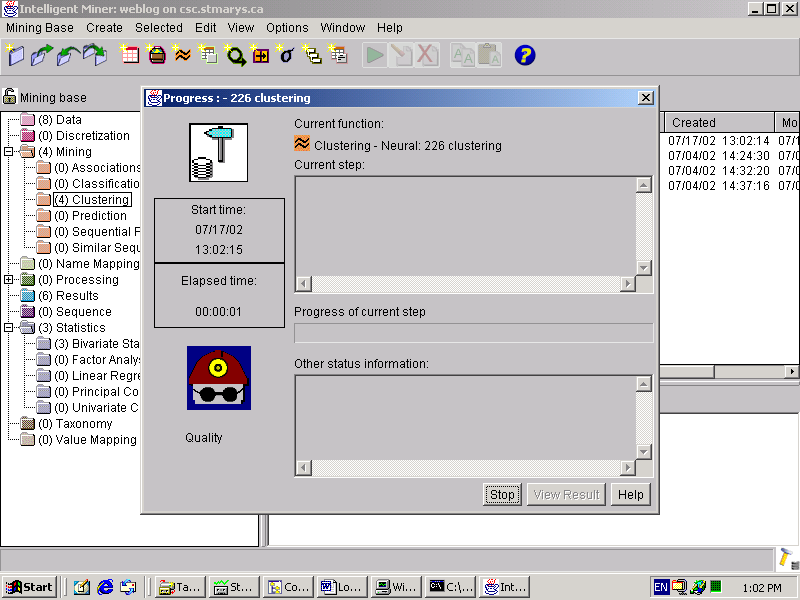 Intelligent Miner: weblog on csc.stmarys.ca
Mining Base Create Selected Edit View Options Window Help
Mining base
(8) Data
(0) Discretization
(4) Mining
(0) Associations
(0) Classificatio
(4) Clustering
(0) Prediction
(0) Sequential P
(0) Similar Sequ
(0) Name Mapping
(0) Processing
(6) Results
(0) Sequence
(3) Statistics
(3) Bivariate Sta
(0) Factor Analys
(0) Linear Regre
(0) Principal Co
(0) Univariate C
(0) Taxonomy
(0) Value Mapping
Progress : - 226 clustering
Start time:
07/17/02
13:02:15
Elapsed time:
00:00:01
Quality
Current function:
Clustering - Neural: 226 clustering
Current step:
Progress of current step
Other status information:
Stop View Result Help
Created Mo
07/17/02 13:02:14 07/1
07/04/02 14:24:30 07/0
07/04/02 14:32:20 07/0
07/04/02 14:37:16 07/0
Start Ta... St... Co... Lo... Wi... C:\... Int... EN 1:02 PM